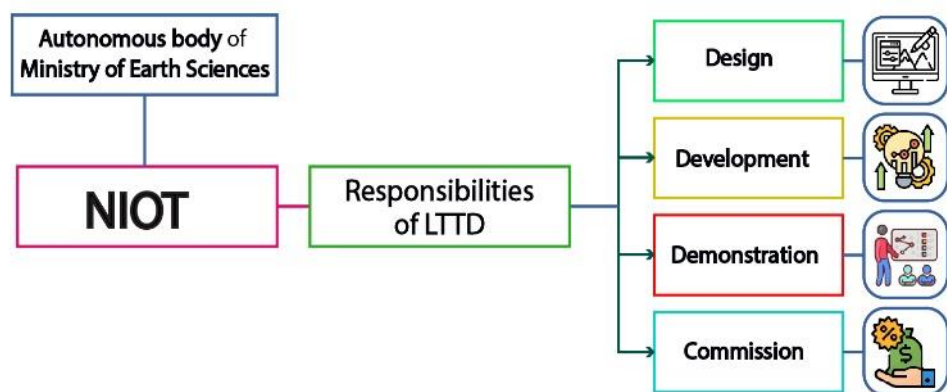 Autonomous body of
Ministry of Earth Sciences
NIOT
Responsibilities
of LTTD
Design
Development
Demonstration
Commission